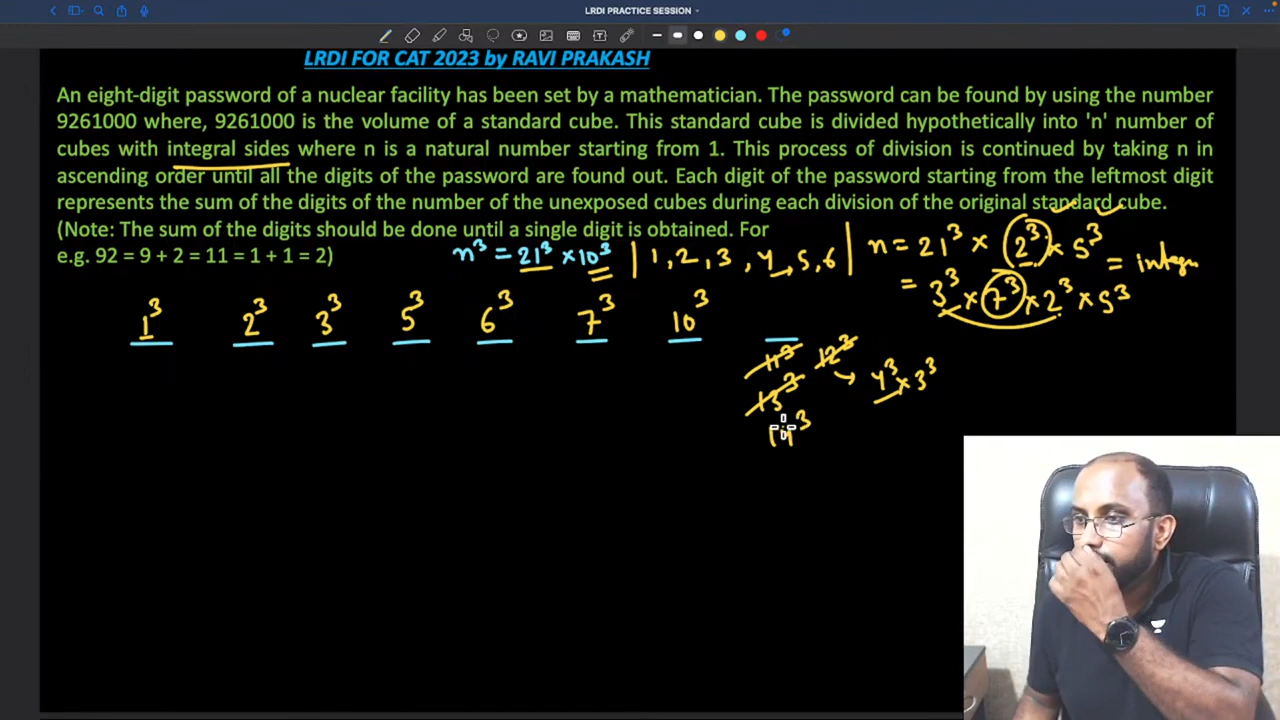 LRDI PRACTICE SESSION
LRDI FOR CAT 2023 by RAVI PRAKASH
An eight-digit password of a nuclear facility has been set by a mathematician. The password can be found by using the number
9261000 where, 9261000 is the volume of a standard cube. This standard cube is divided hypothetically into 'n' number of
cubes with integral sides where n is a natural number starting from 1. This process of division is continued by taking n in
ascending order until all the digits of the password are found out. Each digit of the password starting from the leftmost digit
represents the sum of the digits of the number of the unexposed cubes during each division of the original standard cube.
(Note: The sum of the digits should be done until a single digit is obtained. For
e.g. 92 = 9 + 2 = 11 = 1 + 1 = 2)
n³ = 21³ × 10³ | 1, 2, 3, 4, 5, 6 |
n = 21³ × 2³ × 5³
= 3³ × 7³ × 2³ × 5³
= integ
1³ 2³ 3³ 5³ 6³ 7³ 10³
11³ 12³
4³ × 3³
13³
14³